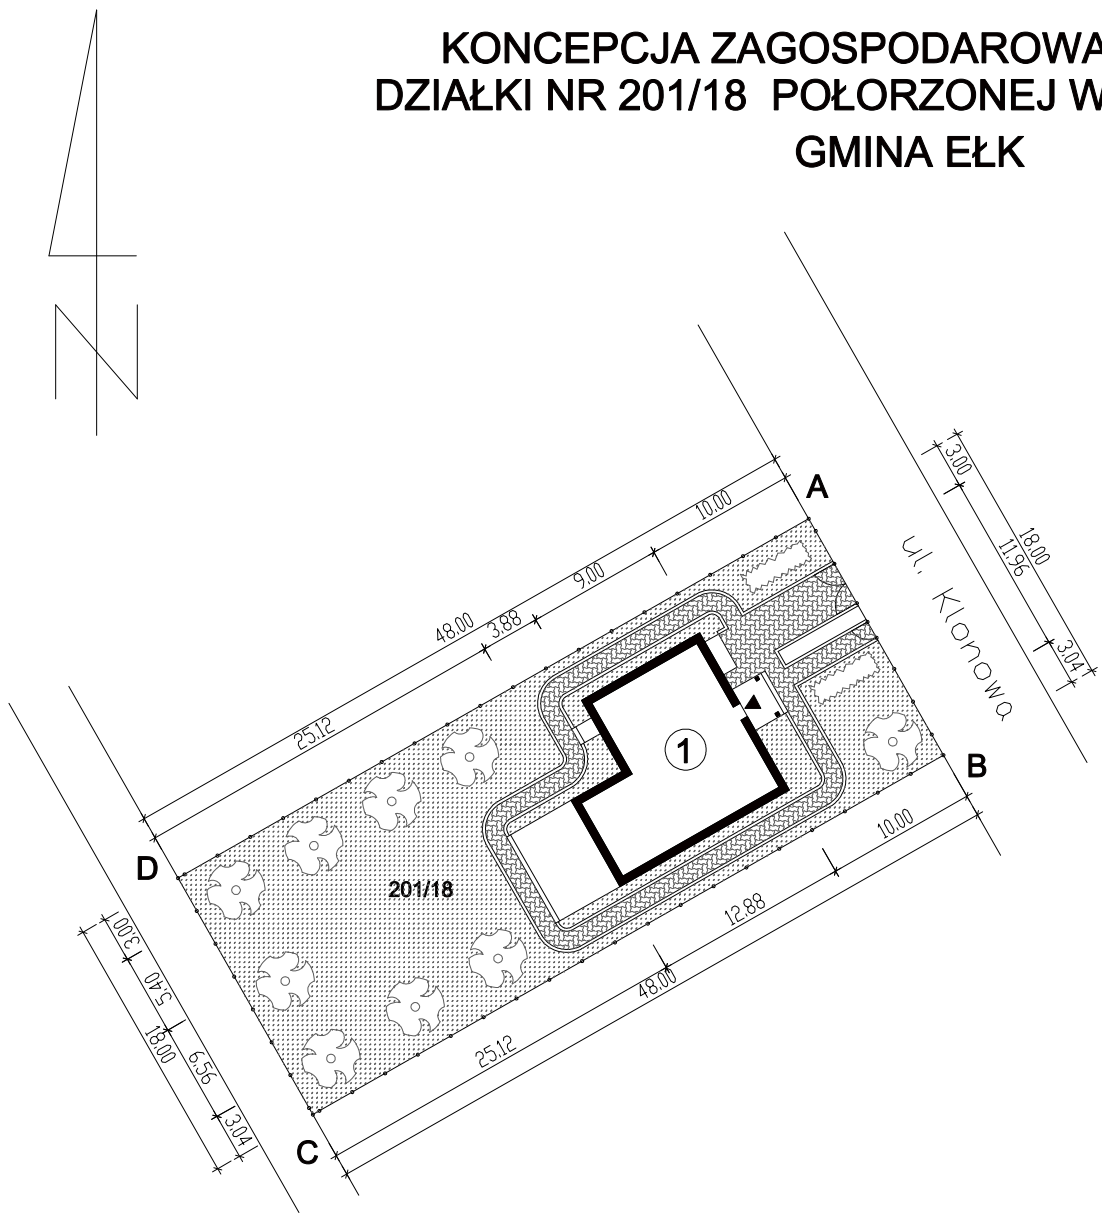 KONCEPCJA ZAGOSPODAROWA
DZIAŁKI NR 201/18 POŁORZONEJ W
GMINA EŁK
N
A
3.00
18.00
11.96
3.04
ul. Klonowa
10.00
9.00
48.00
3.88
25.12
1
B
D
201/18
10.00
12.88
48.00
25.12
3.00
5.40
18.00
6.56
3.04
C